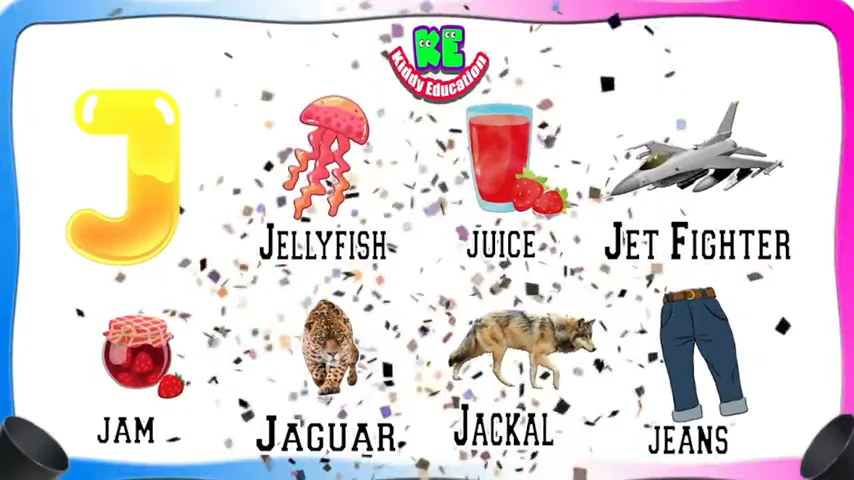 KE
Kiddy Education
J
JELLYFISH
JUICE
JET FIGHTER
JAM
JAGUAR
JACKAL
JEANS